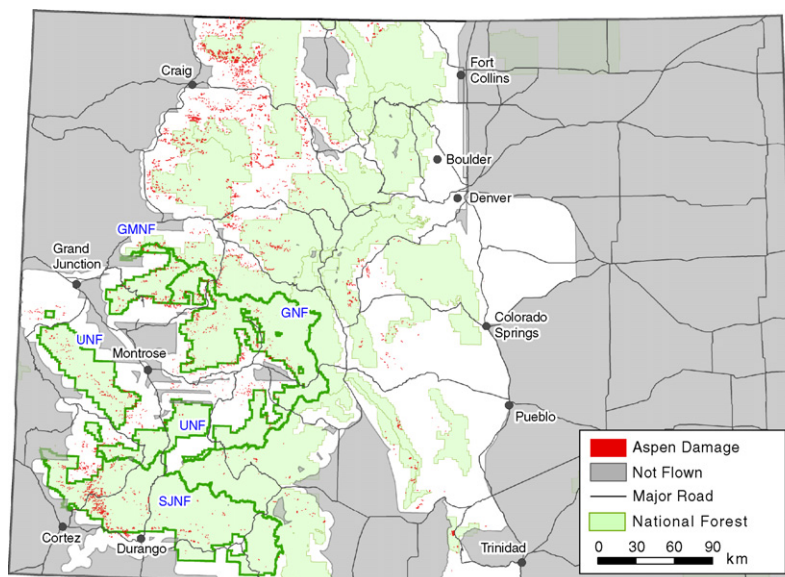 Craig
Fort
Collins
Boulder
Denver
GMNF
Grand
Junction
GNF
Colorado
Springs
UNF
Montrose
Pueblo
UNF
SJNF
Cortez
Durango
Trinidad
Aspen Damage
Not Flown
Major Road
National Forest
0 30 60 90
km